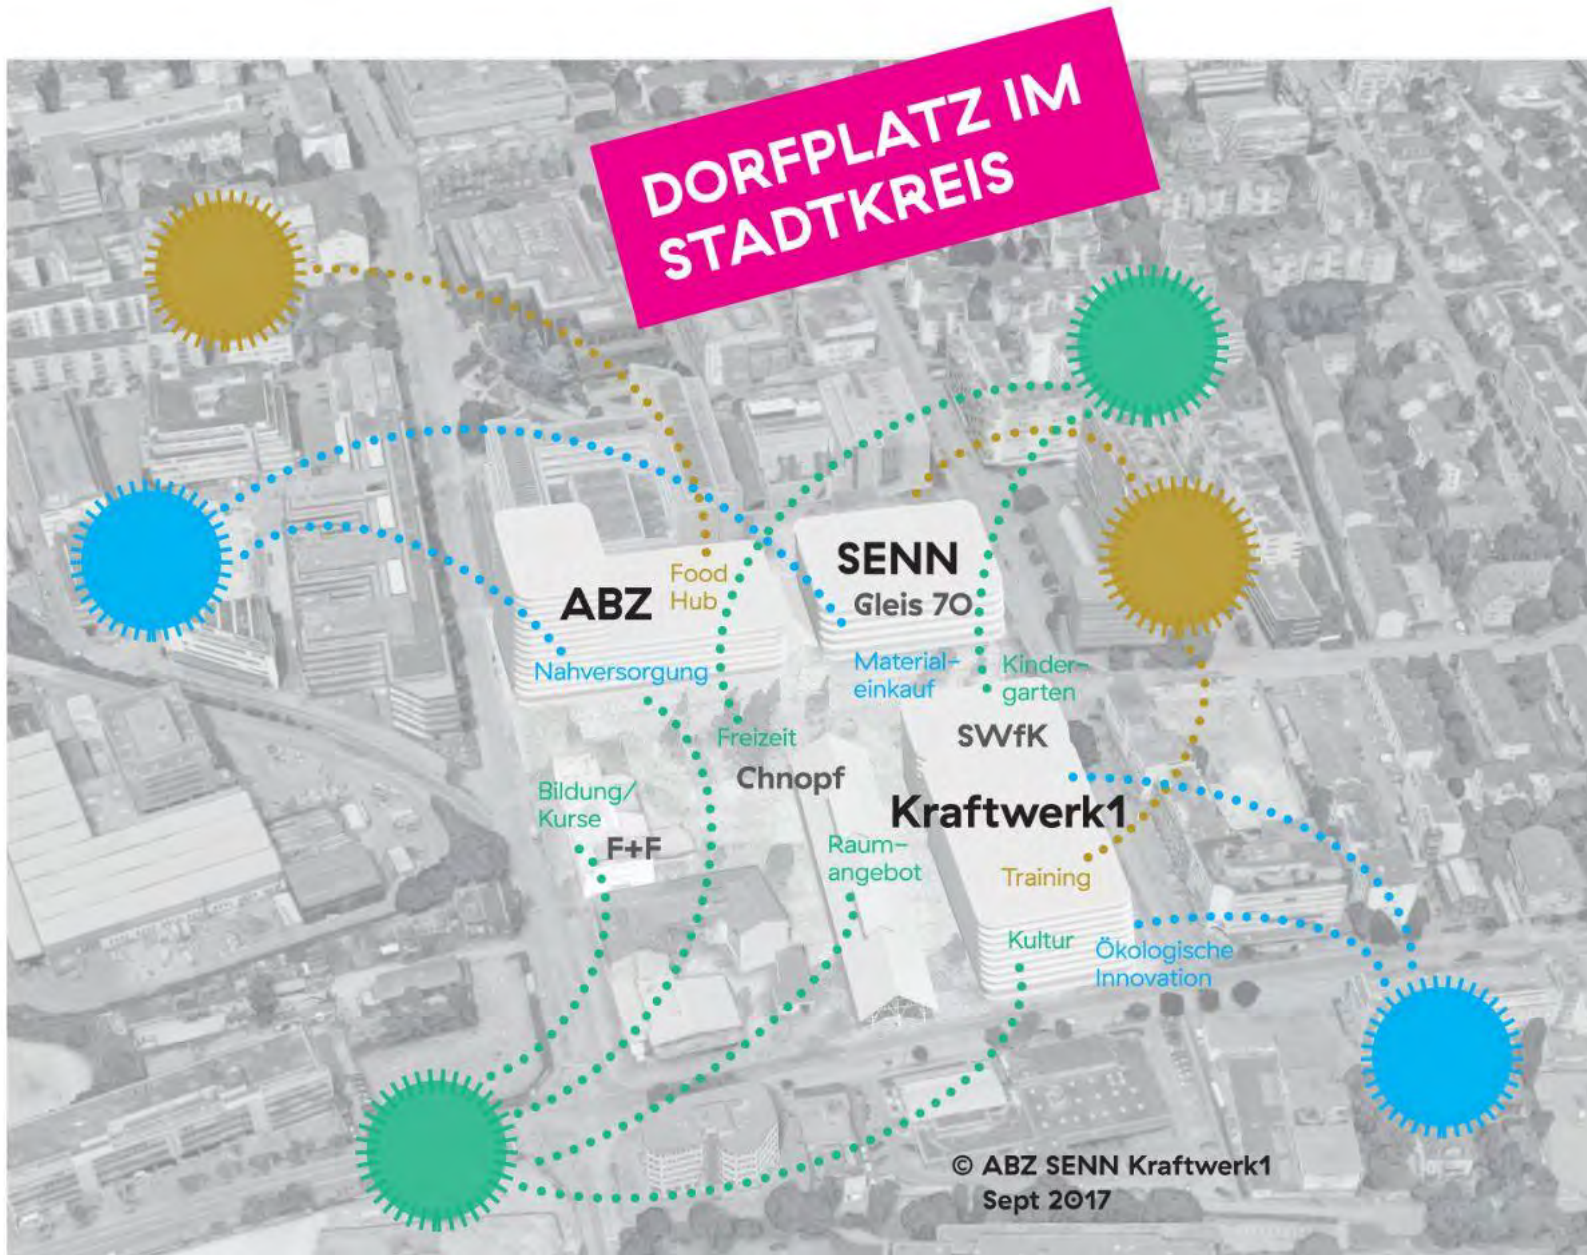 DORFPLATZ IM
STADTKREIS
SENN
Gleis 70
ABZ
Food
Hub
Nahversorgung
Material-
einkauf
Kinder-
garten
SWfK
Freizeit
Chnopf
Bildung/
Kurse
F+F
Kraftwerk1
Raum-
angebot
Training
Kultur
Ökologische
Innovation
© ABZ SENN Kraftwerk1
Sept 2017